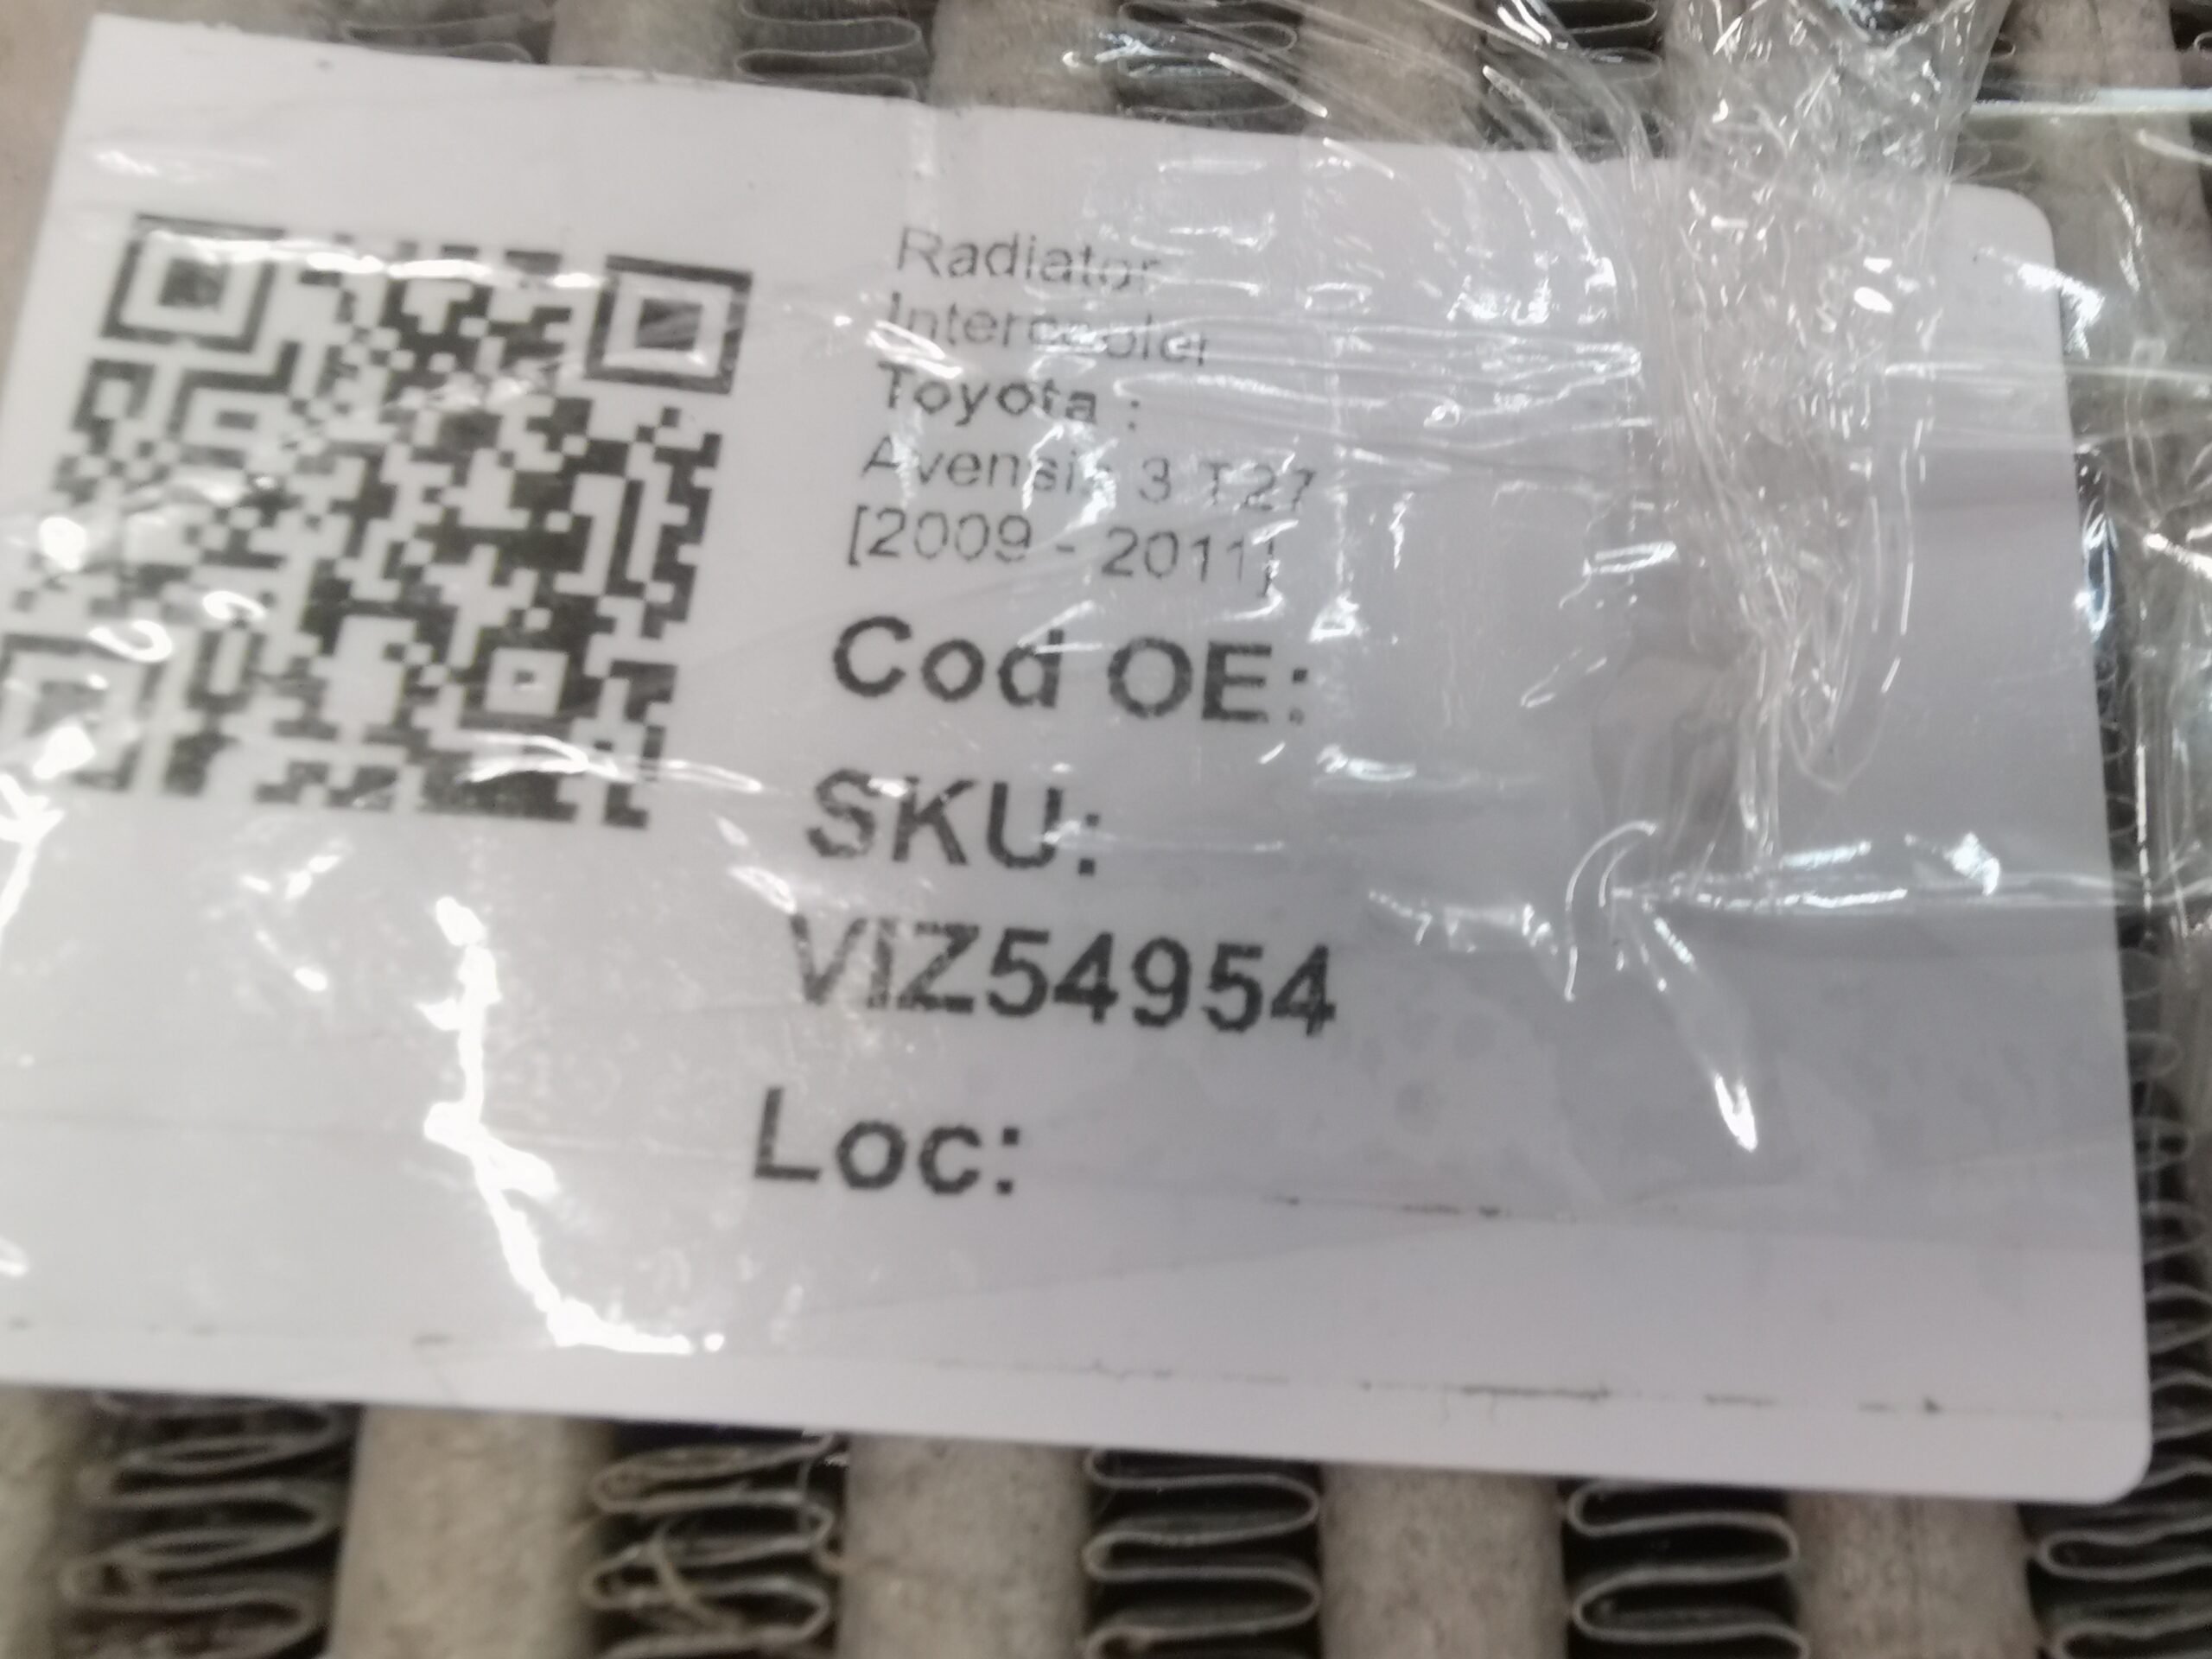 Radiator
Intercooler
Toyota :
Avensis 3 T27
[2009 - 2011]
Cod OE:
SKU:
VIZ54954
Loc: